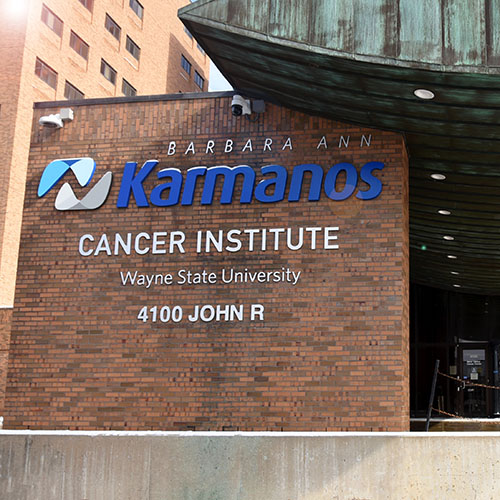 BARBARA ANN
Karmanos
CANCER INSTITUTE
Wayne State University
4100 JOHN R